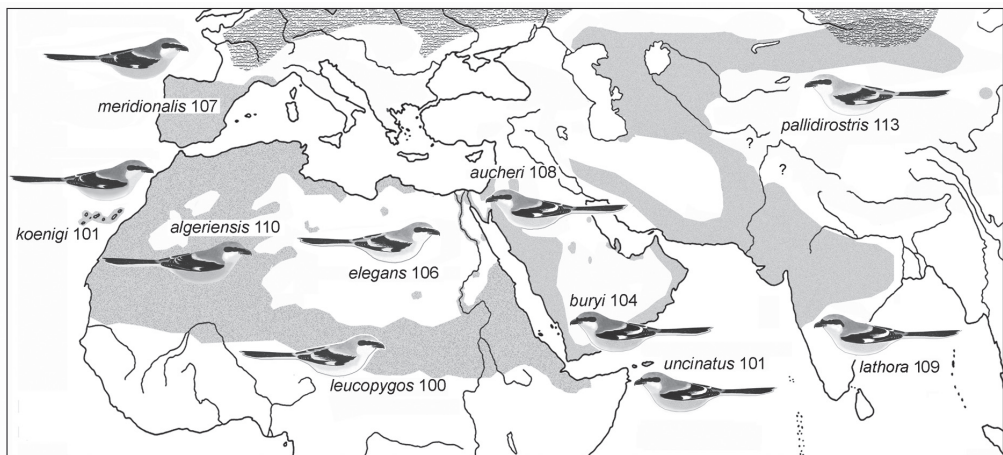 meridionalis 107
pallidirostris 113
?
?
aucheri 108
koenigi 101
algeriensis 110
elegans 106
buryi 104
uncinatus 101
lathora 109
leucopygos 100